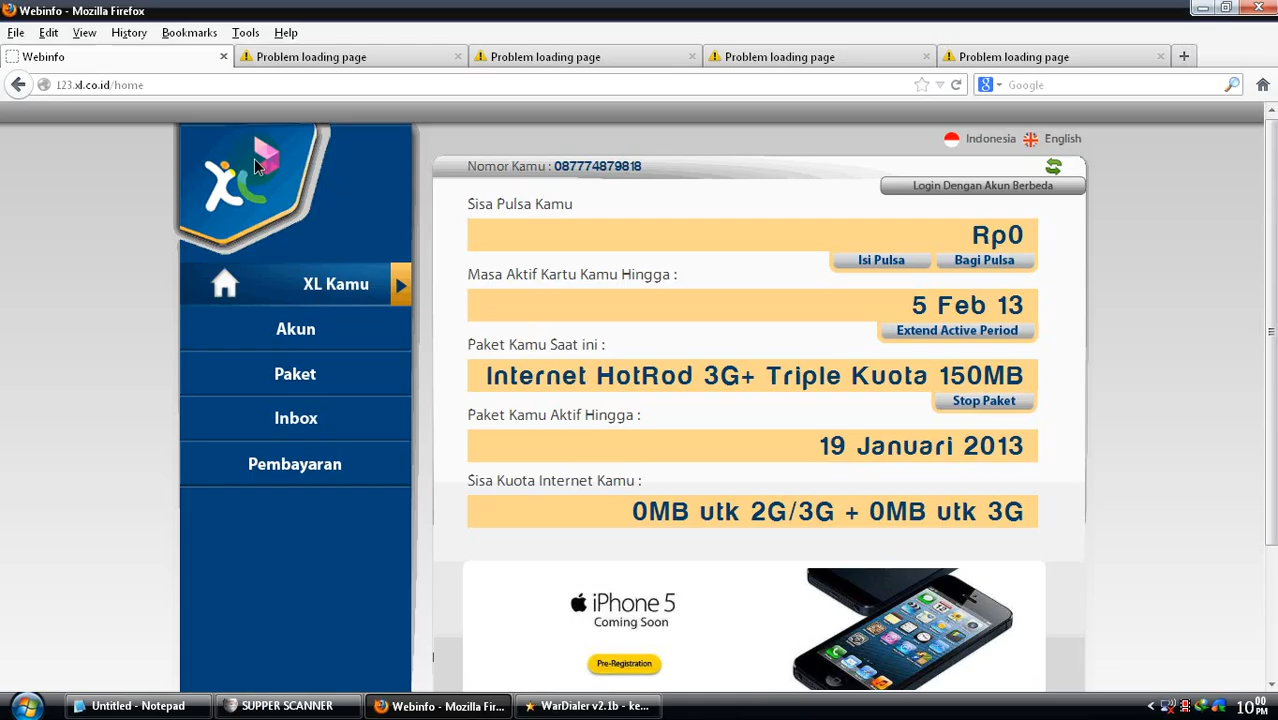 Webinfo - Mozilla Firefox
File Edit View History Bookmarks Tools Help
Webinfo Problem loading page Problem loading page Problem loading page Problem loading page
123.xl.co.id/home Google
Indonesia English
Nomor Kamu : 087774879818
Login Dengan Akun Berbeda
Sisa Pulsa Kamu
Rp0
Isi Pulsa Bagi Pulsa
Masa Aktif Kartu Kamu Hingga :
5 Feb 13
Extend Active Period
Paket Kamu Saat ini :
Internet HotRod 3G+ Triple Kuota 150MB
Stop Paket
Paket Kamu Aktif Hingga :
19 Januari 2013
Sisa Kuota Internet Kamu :
0MB utk 2G/3G + 0MB utk 3G
XL Kamu
Akun
Paket
Inbox
Pembayaran
iPhone 5
Coming Soon
Pre-Registration
Untitled - Notepad SUPPER SCANNER Webinfo - Mozilla Fi... WarDialer v2.1b - ke... 10:00 PM